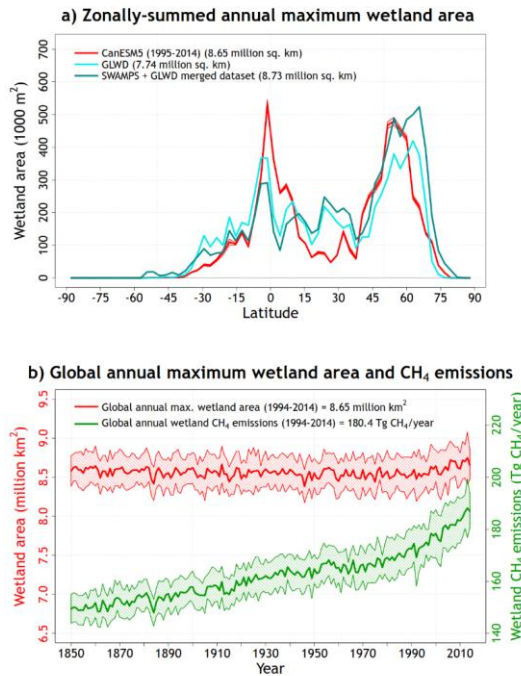 a) Zonally-summed annual maximum wetland area
CanESM5 (1995-2014) (8.65 million sq. km)
GLWD (7.74 million sq. km)
SWAMPS + GLWD merged dataset (8.73 million sq. km)
Wetland area (1000 m²)
700
600
500
400
300
200
100
0
-90 -75 -60 -45 -30 -15 0 15 30 45 60 75 90
Latitude
b) Global annual maximum wetland area and CH₄ emissions
Global annual max. wetland area (1994-2014) = 8.65 million km²
Global annual wetland CH₄ emissions (1994-2014) = 180.4 Tg CH₄/year
Wetland area (million km²)
9.5
9.0
8.5
8.0
7.5
7.0
6.5
Wetland CH₄ emissions (Tg CH₄/year)
220
200
180
160
140
1850 1870 1890 1910 1930 1950 1970 1990 2010
Year